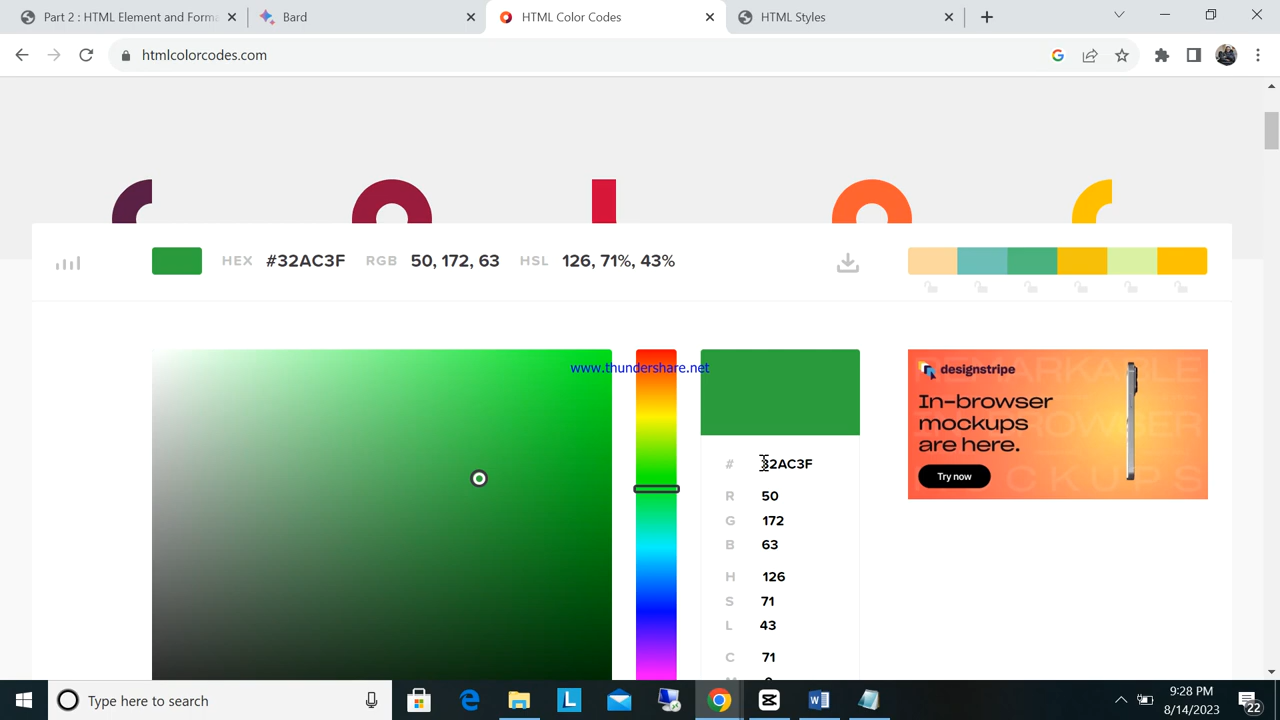 Part 2 : HTML Element and Forma
Bard
HTML Color Codes
HTML Styles
htmlcolorcodes.com
HEX #32AC3F RGB 50, 172, 63 HSL 126, 71%, 43%
www.thundershare.net
# 32AC3F
R 50
G 172
B 63
H 126
S 71
L 43
C 71
designstripe
In-browser
mockups
are here.
Try now
Type here to search
9:28 PM
8/14/2023
22